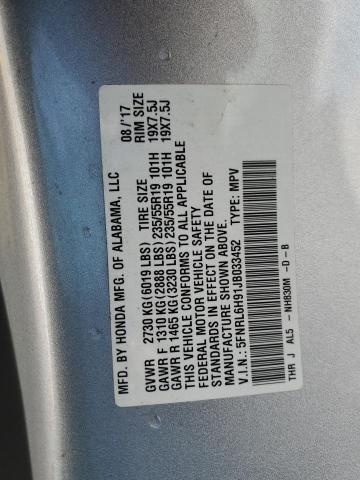 MFD. BY HONDA MFG. OF ALABAMA, LLC 08/'17
GVWR 2730 KG(6019 LBS) TIRE SIZE RIM SIZE
GAWR F 1310 KG(2888 LBS) 235/55R19 101H 19X7.5J
GAWR R 1465 KG(3230 LBS) 235/55R19 101H 19X7.5J
THIS VEHICLE CONFORMS TO ALL APPLICABLE
FEDERAL MOTOR VEHICLE SAFETY
STANDARDS IN EFFECT ON THE DATE OF
MANUFACTURE SHOWN ABOVE.
V.I.N.: 5FNRL6H91JB033452 TYPE: MPV
THR J AL5 - NH830M -D-B